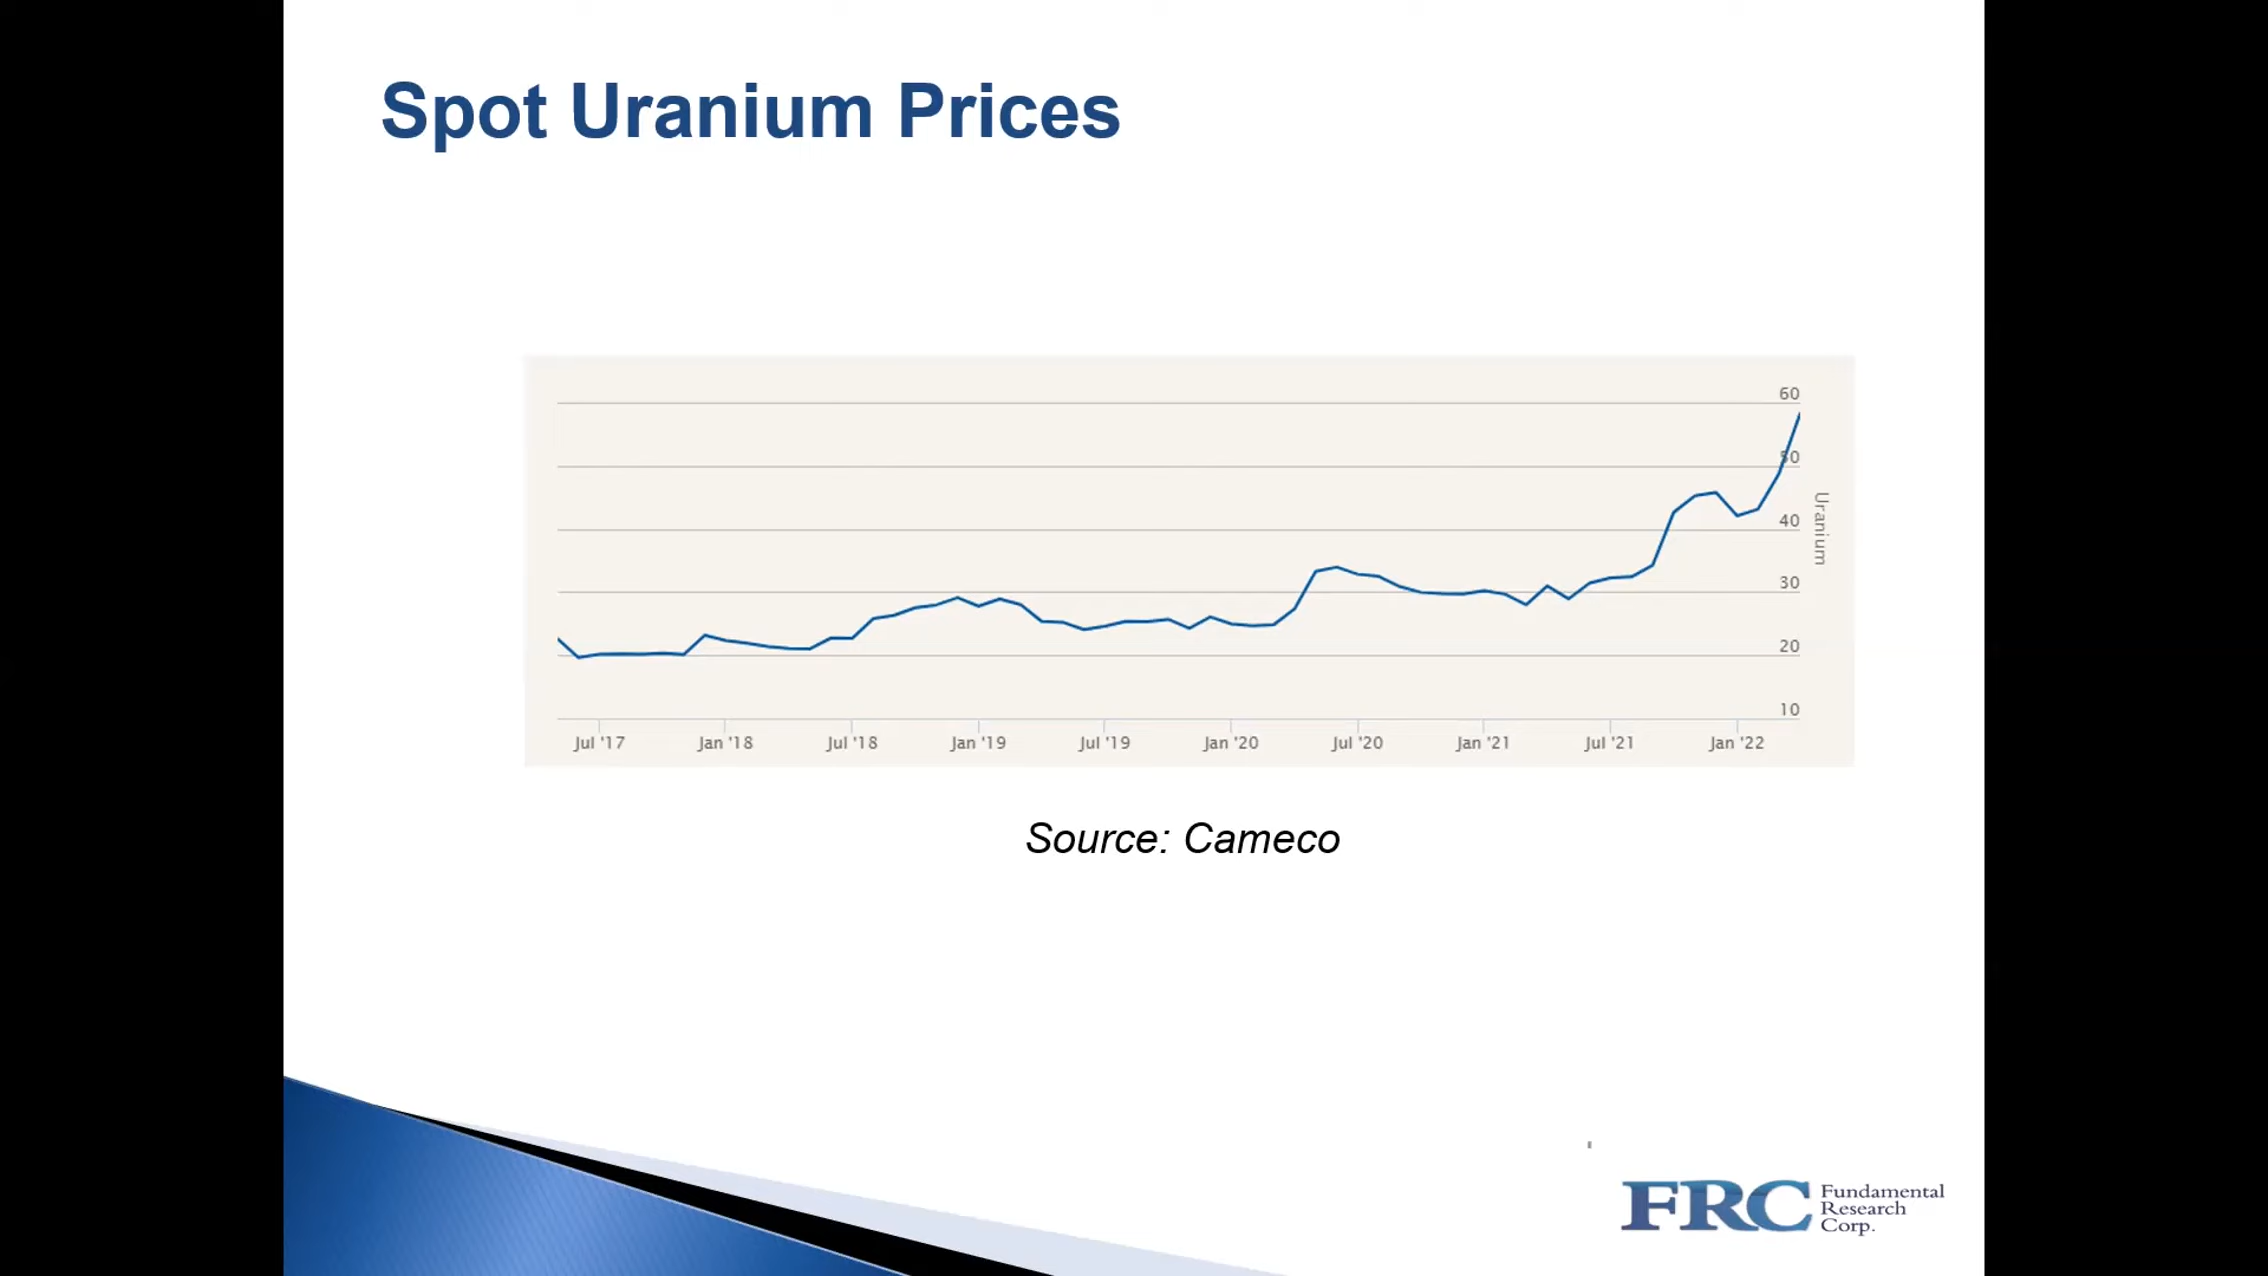 Spot Uranium Prices
60
50
40
30
20
10
Uranium
Jul '17 Jan '18 Jul '18 Jan '19 Jul '19 Jan '20 Jul '20 Jan '21 Jul '21 Jan '22
Source: Cameco
FRC Fundamental
Research
Corp.